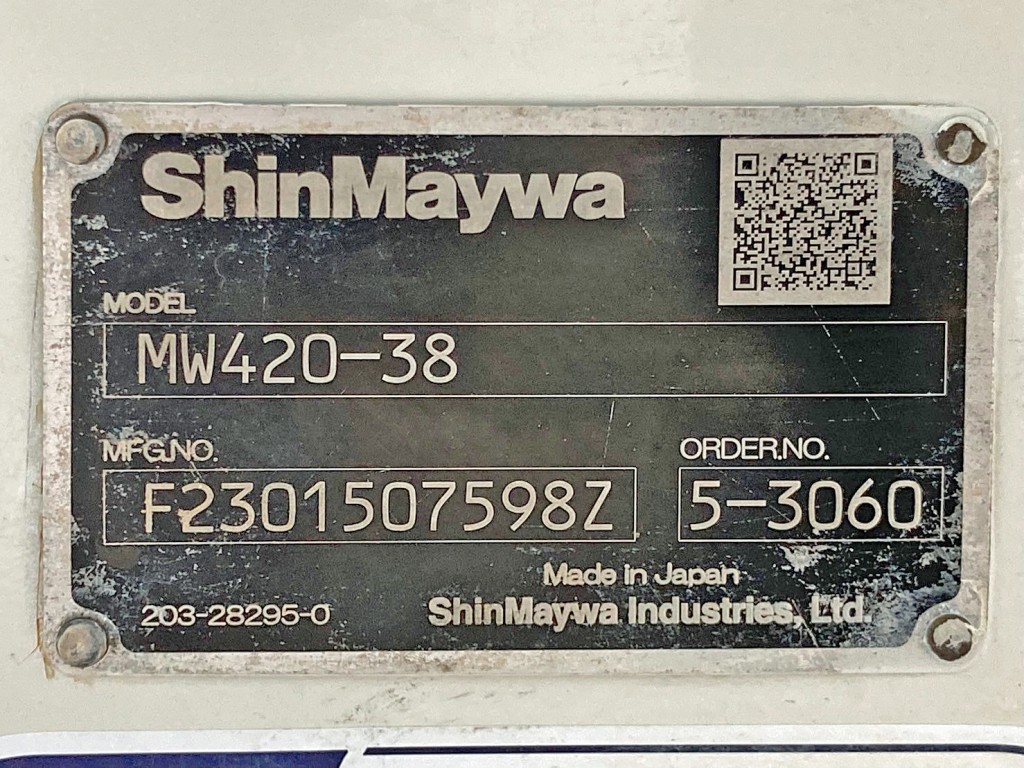 ShinMaywa
MODEL
MW420-38
MFG.NO.
F2301507598Z
ORDER.NO.
5-3060
Made in Japan
203-28295-0
ShinMaywa Industries, Ltd.